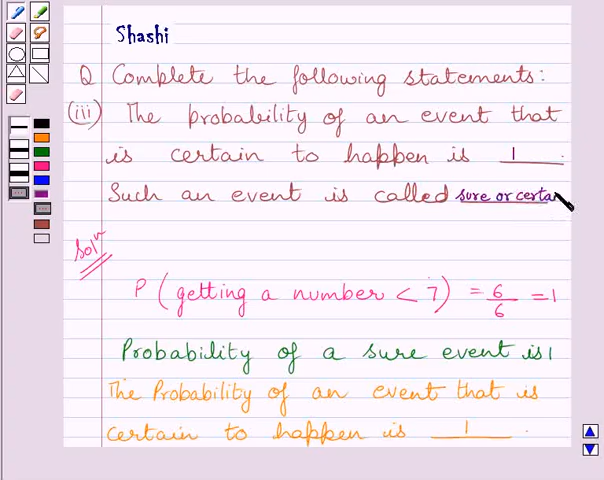 Shashi
Q Complete the following statements:
(iii) The probability of an event that
is certain to happen is 1.
Such an event is called sure or certa
Solⁿ
P (getting a number < 7) = 6/6 = 1
Probability of a sure event is 1
The Probability of an event that is
certain to happen is 1.